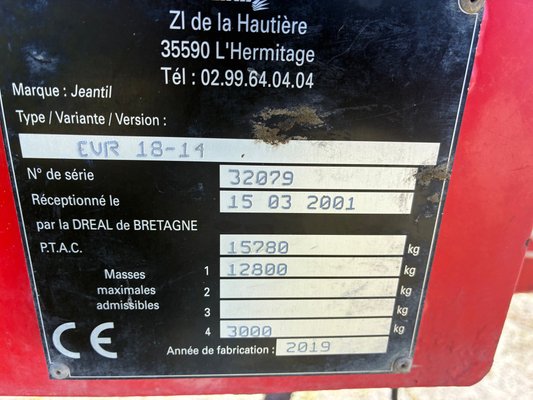 ZI de la Hautière
35590 L'Hermitage
Tél : 02.99.64.04.04
Marque : Jeantil
Type / Variante / Version :
EVR 18-14
N° de série 32079
Réceptionné le 15 03 2001
par la DREAL de BRETAGNE
P.T.A.C. 15780 kg
Masses maximales admissibles
1 12800 kg
2 kg
3 kg
4 3000 kg
CE
Année de fabrication : 2019